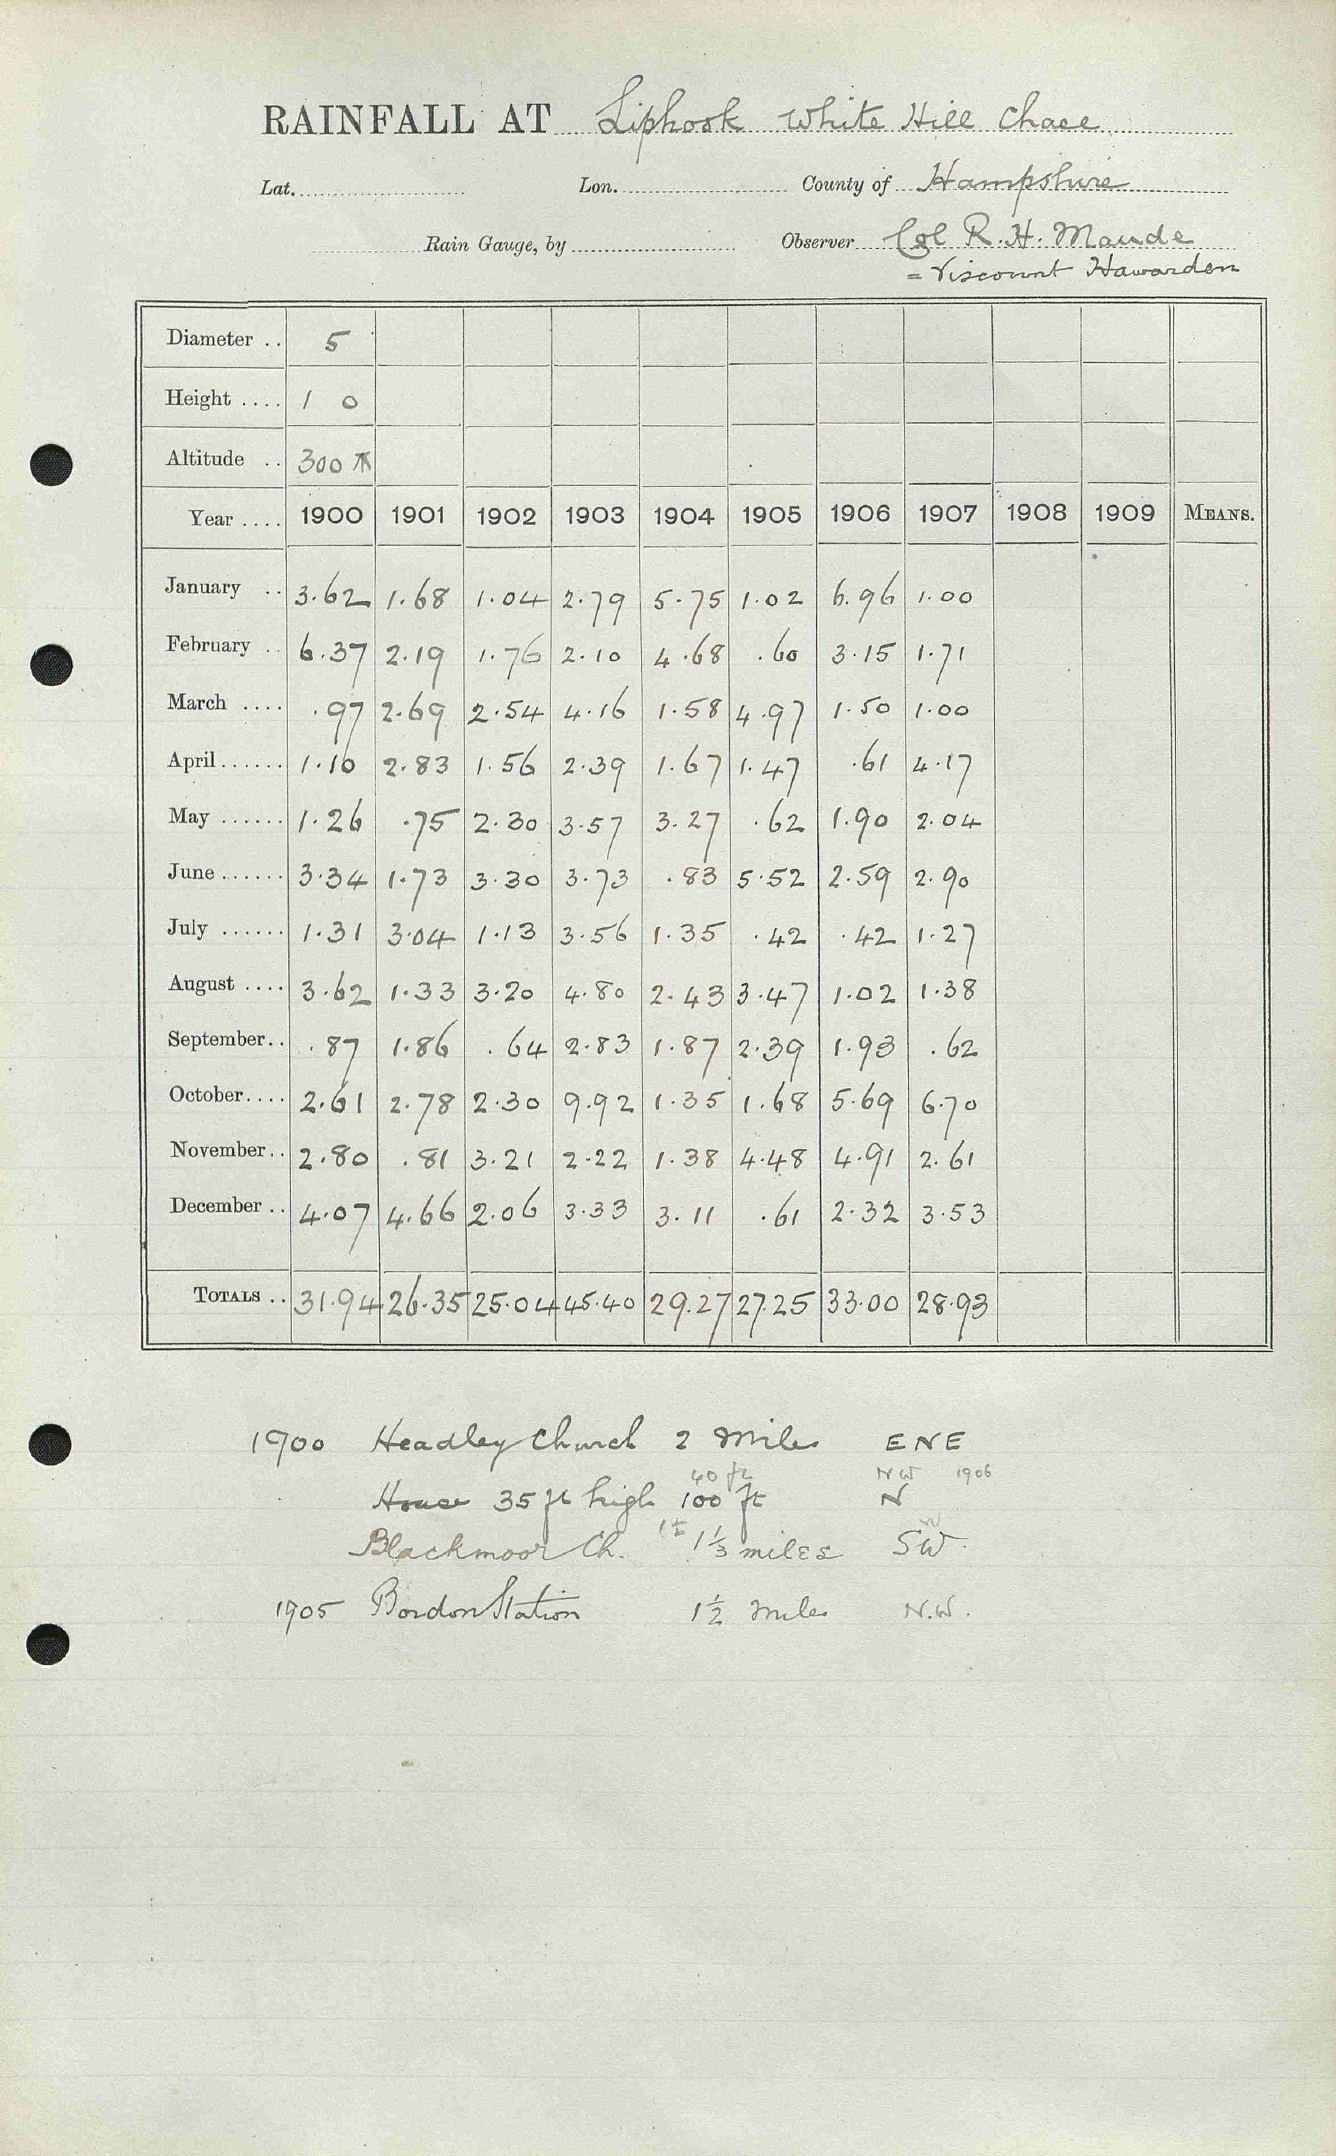 RAINFALL AT Liphook White Hill Chase
Lat. Lon. County of Hampshire
Rain Gauge, by Observer Col R. H. Maude
= Viscount Hawarden
Diameter .. 5
Height .... 1 0
Altitude .. 300
Year .... 1900 1901 1902 1903 1904 1905 1906 1907 1908 1909 MEANS.
January .. 3.62 1.68 1.04 2.79 5.75 1.02 6.96 1.00
February .. 6.37 2.19 1.76 2.10 4.68 .60 3.15 1.71
March .... .97 2.69 2.54 4.16 1.58 4.97 1.50 1.00
April ...... 1.10 2.83 1.56 2.39 1.67 1.47 .61 4.17
May ...... 1.26 .75 2.30 3.57 3.27 .62 1.90 2.04
June ...... 3.34 1.73 3.30 3.73 .83 5.52 2.59 2.90
July ...... 1.31 3.04 1.13 3.56 1.35 .42 .42 1.27
August .... 3.62 1.33 3.20 4.80 2.43 3.47 1.02 1.38
September.. .87 1.86 .64 2.83 1.87 2.39 1.93 .62
October.... 2.61 2.78 2.30 9.92 1.35 1.68 5.69 6.70
November.. 2.80 .81 3.21 2.22 1.38 4.48 4.91 2.61
December .. 4.07 4.66 2.06 3.33 3.11 .61 2.32 3.53
TOTALS .. 31.94 26.35 25.04 45.40 29.27 27.25 33.00 28.93
1900 Headley Church 2 Miles ENE
40 ft NW 1906
House 35 ft high 100 ft N
Blackmoor Ch. 1½ 1⅓ miles SW
1905 Bordon Station 1½ Miles N.W.